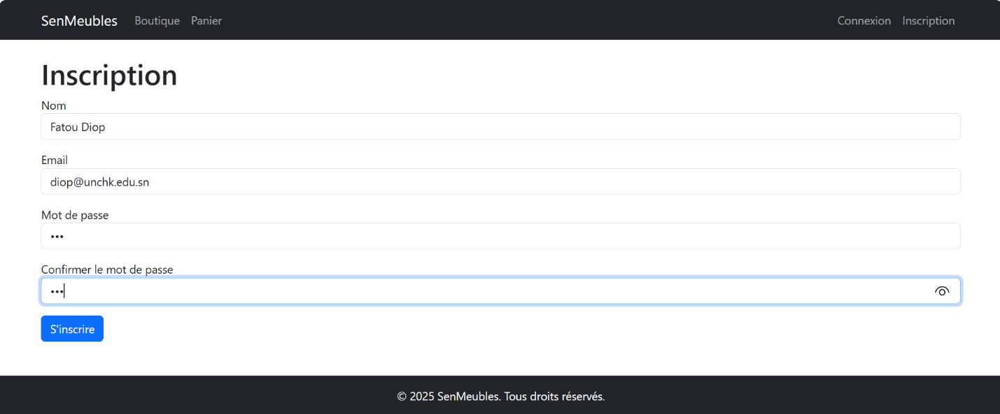 SenMeubles Boutique Panier Connexion Inscription
Inscription
Nom
Fatou Diop
Email
diop@unchk.edu.sn
Mot de passe
•••
Confirmer le mot de passe
•••
S'inscrire
© 2025 SenMeubles. Tous droits réservés.